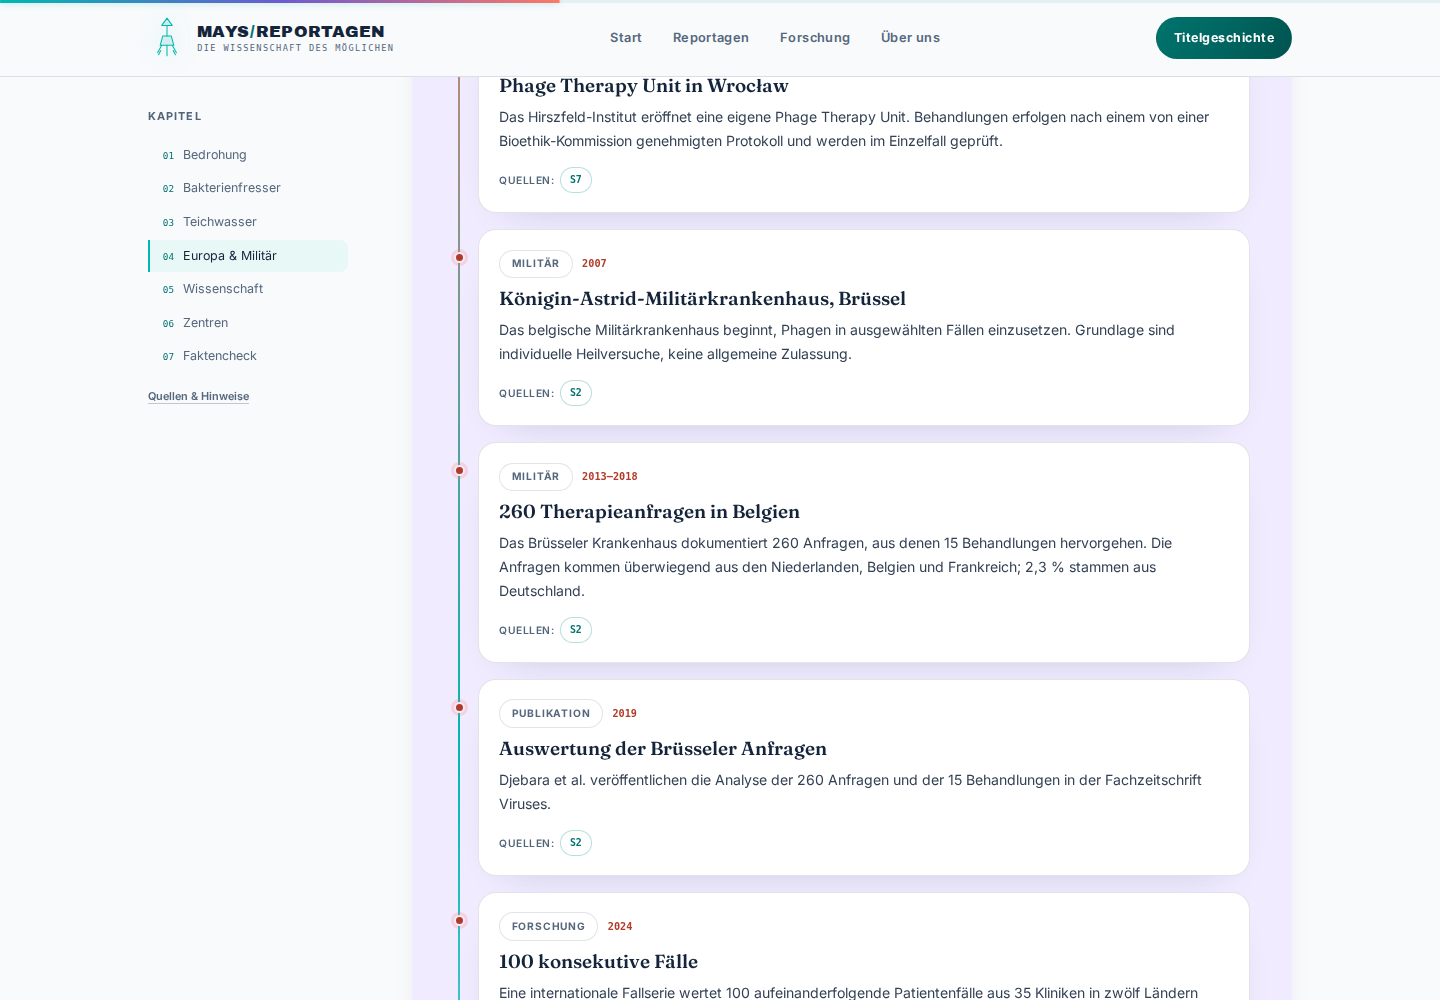 MAYS/REPORTAGEN
DIE WISSENSCHAFT DES MÖGLICHEN
Start
Reportagen
Forschung
Über uns
Titelgeschichte
KAPITEL
01 Bedrohung
02 Bakterienfresser
03 Teichwasser
04 Europa & Militär
05 Wissenschaft
06 Zentren
07 Faktencheck
Quellen & Hinweise
Phage Therapy Unit in Wrocław
Das Hirszfeld-Institut eröffnet eine eigene Phage Therapy Unit. Behandlungen erfolgen nach einem von einer
Bioethik-Kommission genehmigten Protokoll und werden im Einzelfall geprüft.
QUELLEN: S7
MILITÄR 2007
Königin-Astrid-Militärkrankenhaus, Brüssel
Das belgische Militärkrankenhaus beginnt, Phagen in ausgewählten Fällen einzusetzen. Grundlage sind
individuelle Heilversuche, keine allgemeine Zulassung.
QUELLEN: S2
MILITÄR 2013–2018
260 Therapieanfragen in Belgien
Das Brüsseler Krankenhaus dokumentiert 260 Anfragen, aus denen 15 Behandlungen hervorgehen. Die
Anfragen kommen überwiegend aus den Niederlanden, Belgien und Frankreich; 2,3 % stammen aus
Deutschland.
QUELLEN: S2
PUBLIKATION 2019
Auswertung der Brüsseler Anfragen
Djebara et al. veröffentlichen die Analyse der 260 Anfragen und der 15 Behandlungen in der Fachzeitschrift
Viruses.
QUELLEN: S2
FORSCHUNG 2024
100 konsekutive Fälle
Eine internationale Fallserie wertet 100 aufeinanderfolgende Patientenfälle aus 35 Kliniken in zwölf Ländern